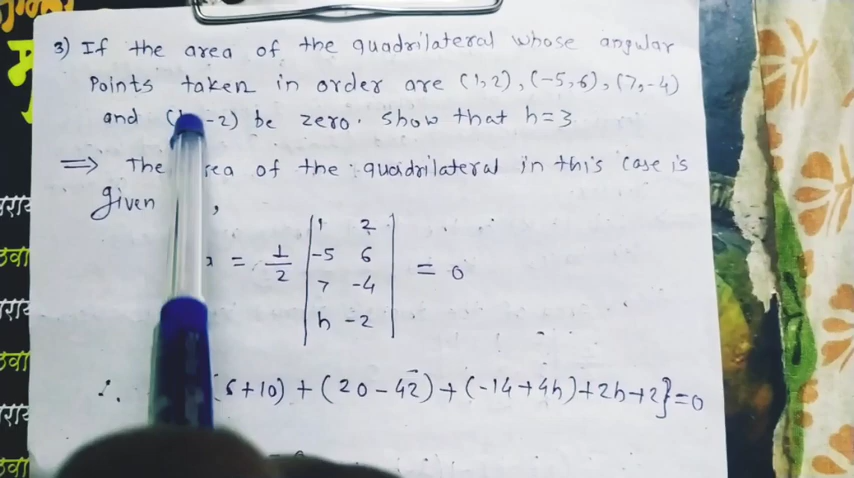 3) If the area of the quadrilateral whose angular
Points taken in order are (1,2), (-5,6), (7,-4)
and -2) be zero. Show that h=3
⇒ The of the quadrilateral in this case is
given ,
= 1/2 | 1 2 |
| -5 6 |
| 7 -4 | = 0
| h -2 |
∴ 6+10) + (20-42) + (-14+4h)+2h+2}=0